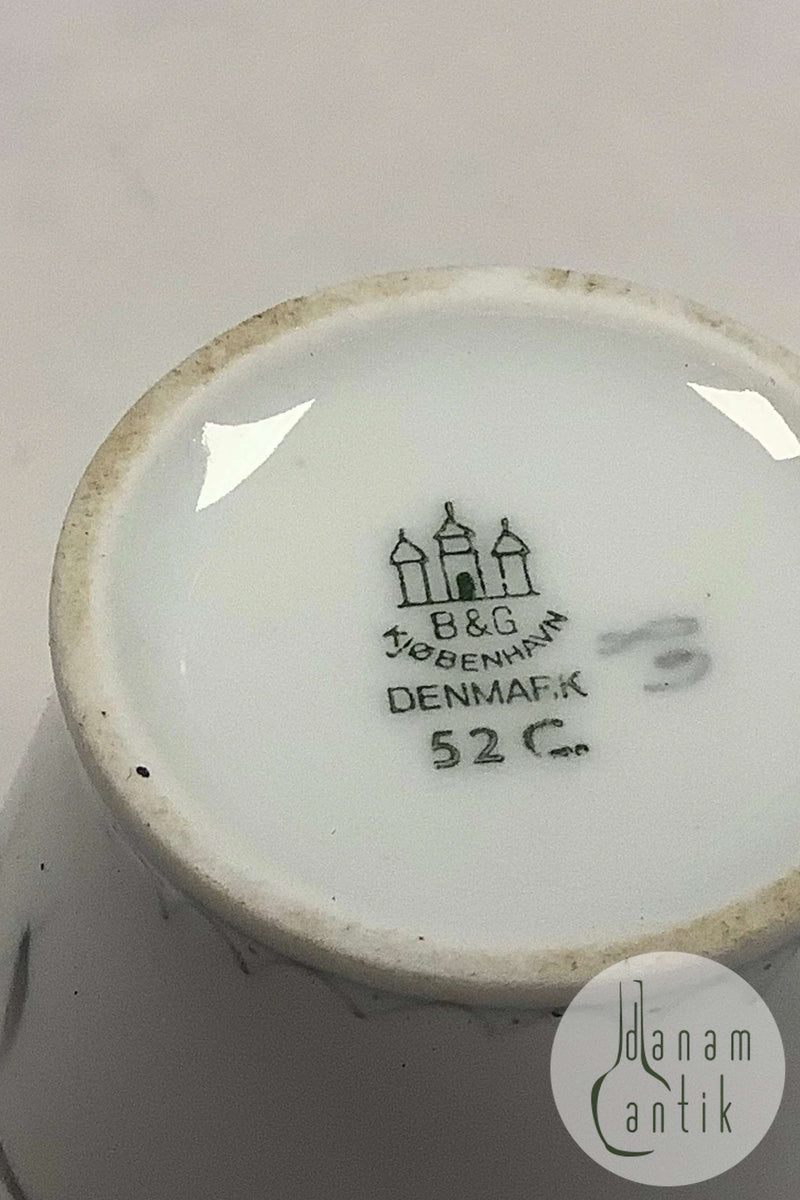 B&G
KJØBENHAVN
DENMARK
52 C.
danam
antik